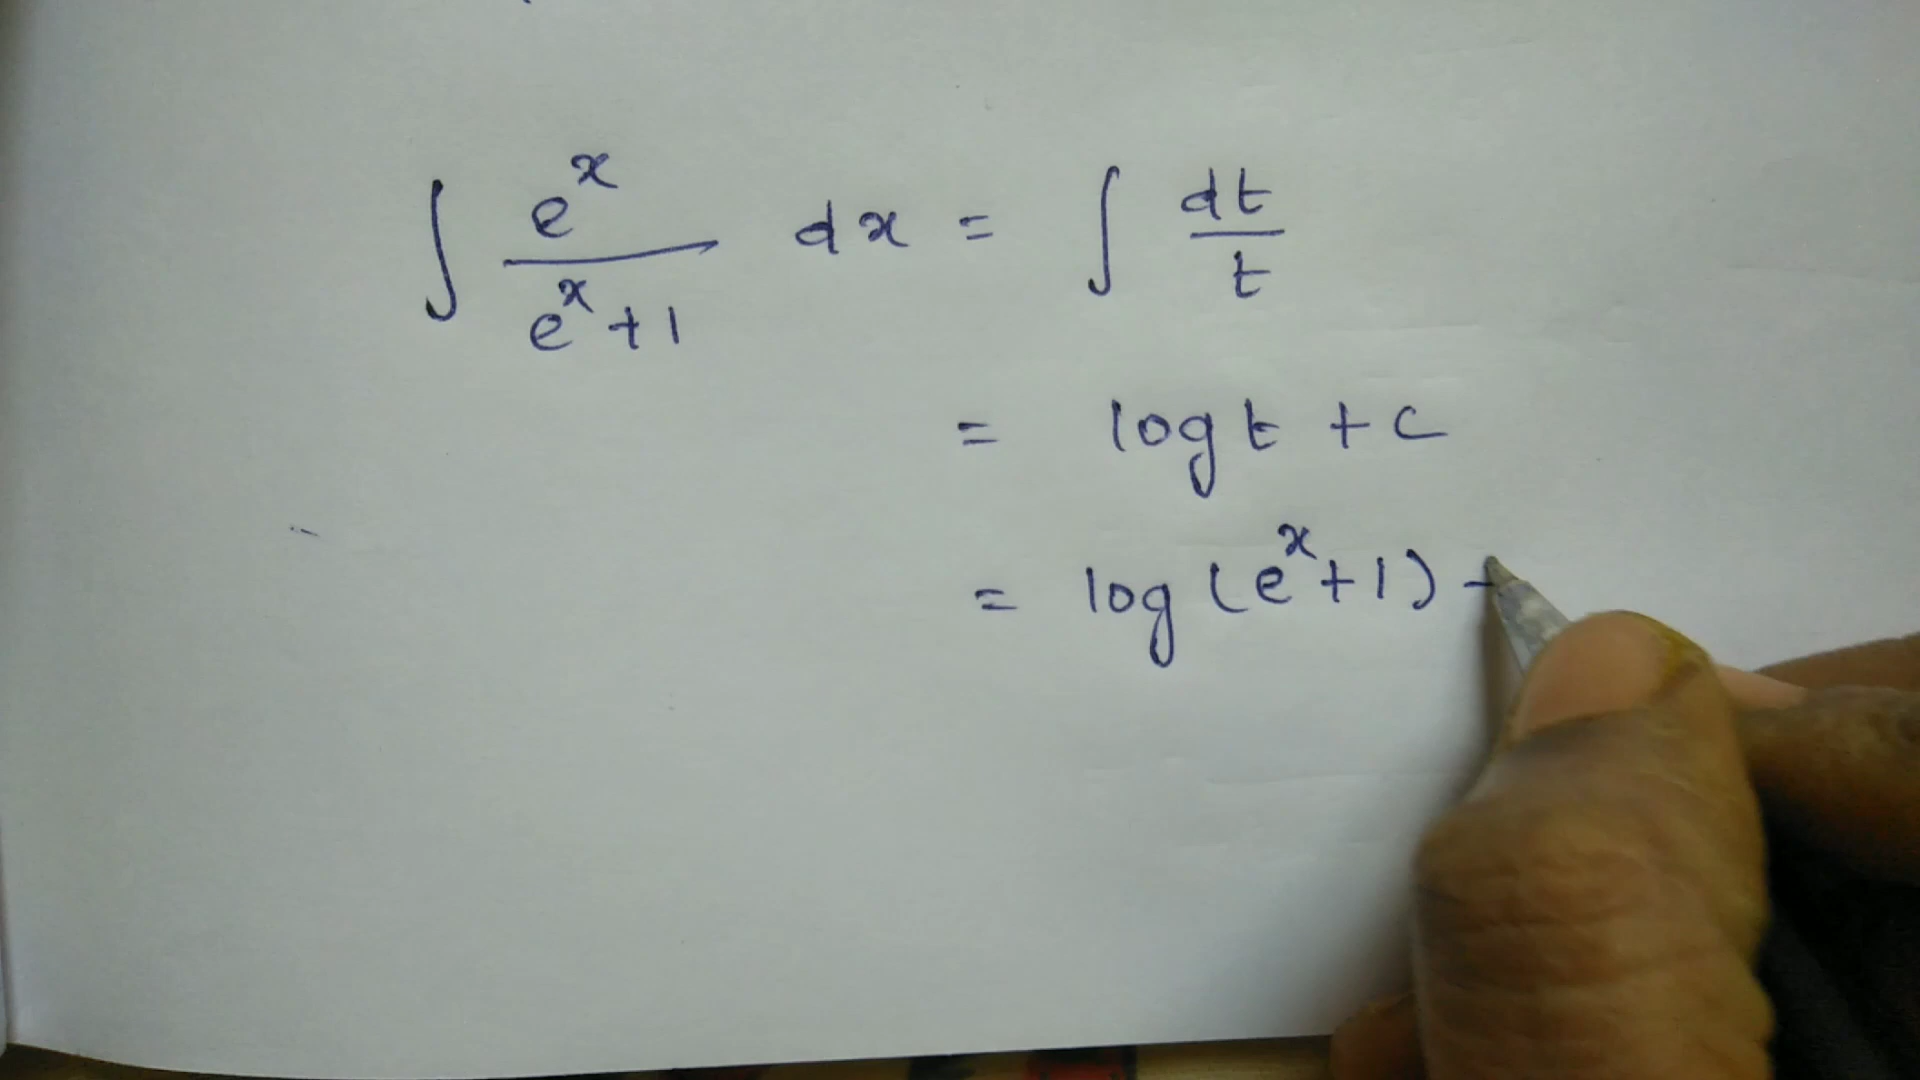 ∫ e^x / (e^x + 1) dx = ∫ dt / t
= log t + c
= log (e^x + 1) -